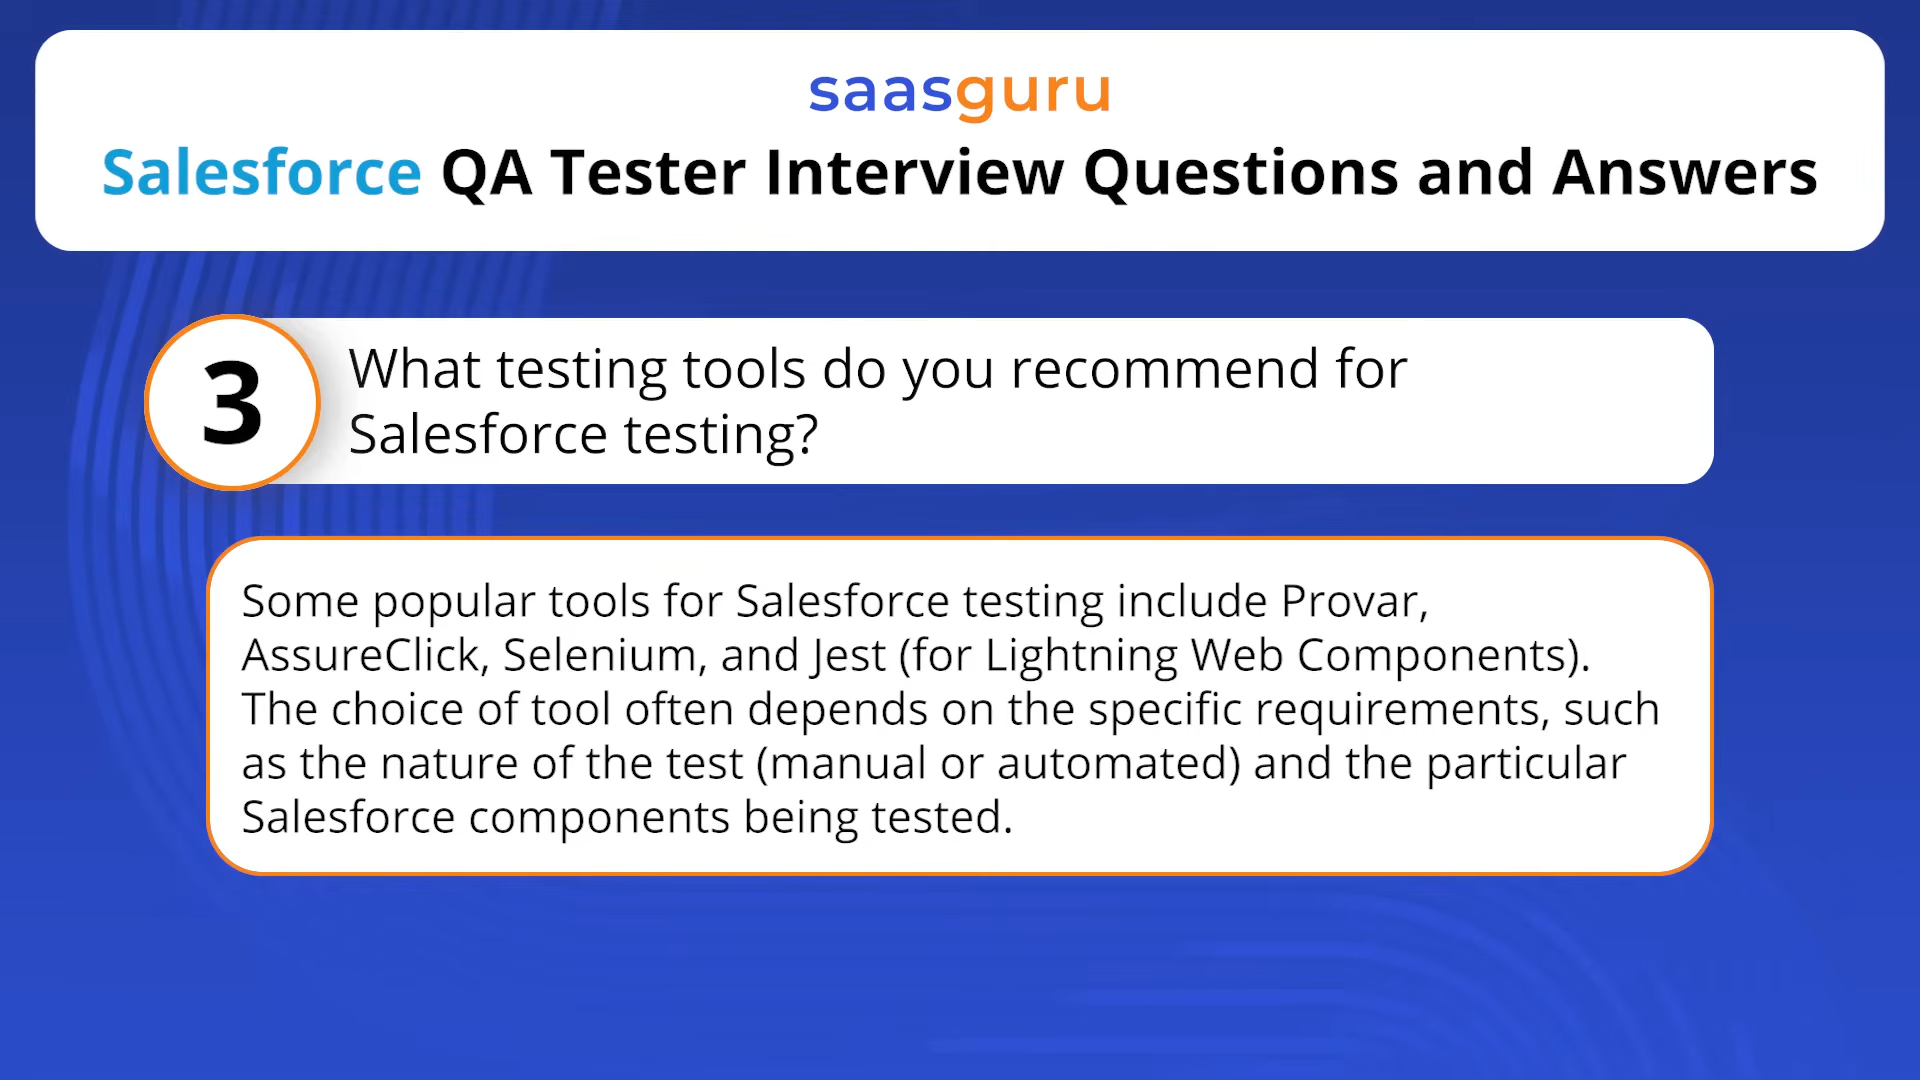 saasguru
Salesforce QA Tester Interview Questions and Answers
3
What testing tools do you recommend for
Salesforce testing?
Some popular tools for Salesforce testing include Provar,
AssureClick, Selenium, and Jest (for Lightning Web Components).
The choice of tool often depends on the specific requirements, such
as the nature of the test (manual or automated) and the particular
Salesforce components being tested.